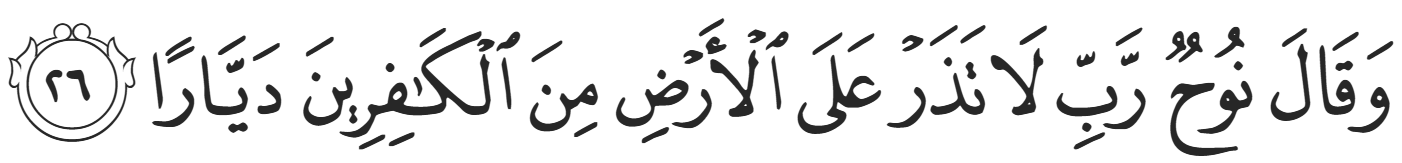 وَقَالَ نُوحٌ رَّبِّ لَا تَذَرْ عَلَى ٱلْأَرْضِ مِنَ ٱلْكَـٰفِرِينَ دَيَّارًا ٢٦